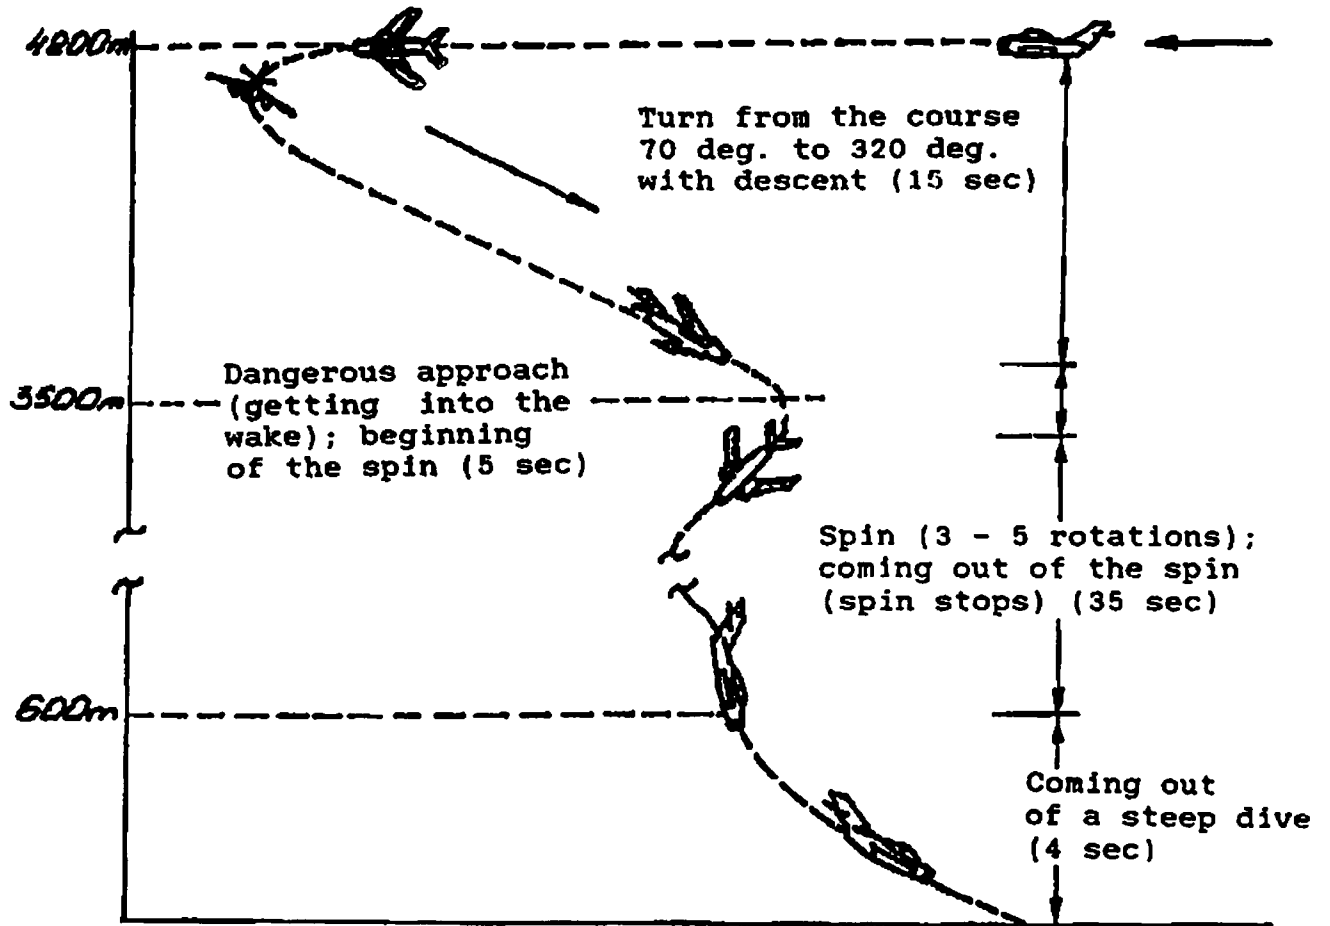 4200m
Turn from the course
70 deg. to 320 deg.
with descent (15 sec)
Dangerous approach
3500m
(getting into the
wake); beginning
of the spin (5 sec)
Spin (3 - 5 rotations);
coming out of the spin
(spin stops) (35 sec)
600m
Coming out
of a steep dive
(4 sec)